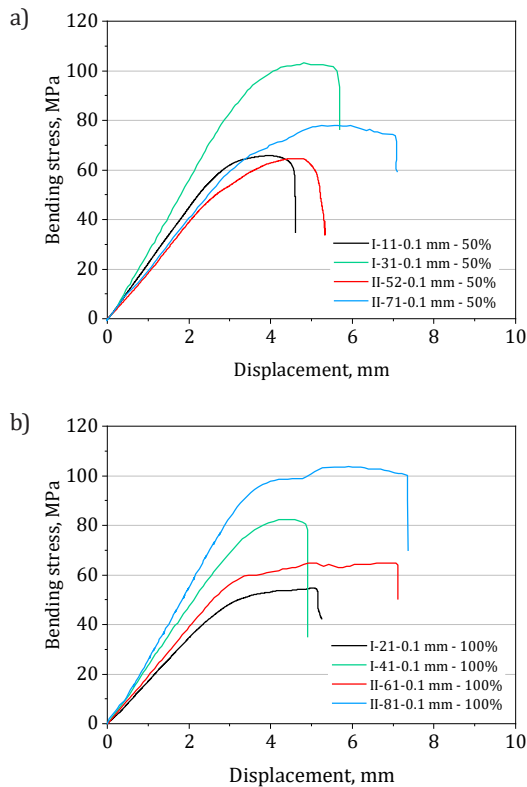 a)
120
100
80
60
40
20
0
Bending stress, MPa
I-11-0.1 mm - 50%
I-31-0.1 mm - 50%
II-52-0.1 mm - 50%
II-71-0.1 mm - 50%
0 2 4 6 8 10
Displacement, mm
b)
120
100
80
60
40
20
0
Bending stress, MPa
I-21-0.1 mm - 100%
I-41-0.1 mm - 100%
II-61-0.1 mm - 100%
II-81-0.1 mm - 100%
0 2 4 6 8 10
Displacement, mm